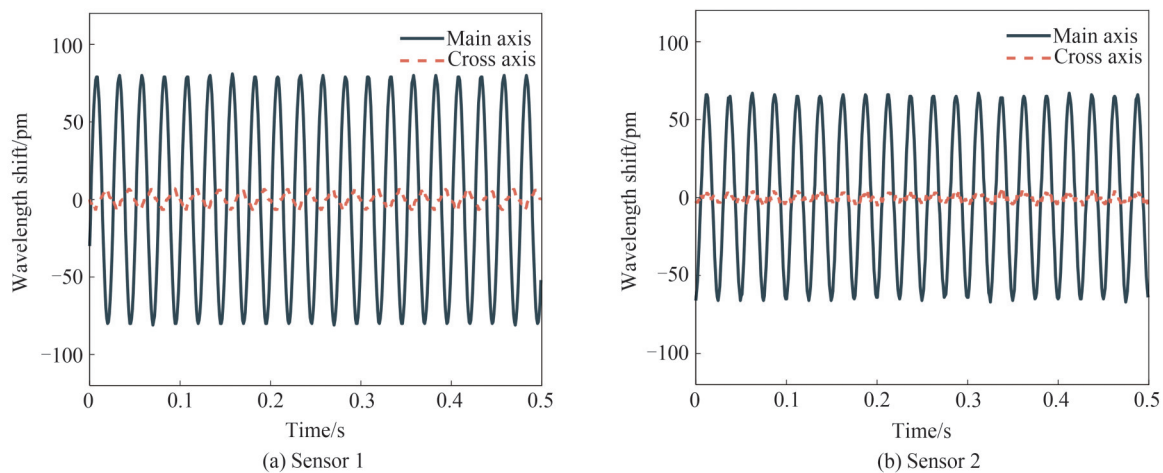 100
50
0
−50
−100
Wavelength shift/pm
Main axis
Cross axis
0
0.1
0.2
0.3
0.4
0.5
Time/s
(a) Sensor 1
100
50
0
−50
−100
Wavelength shift/pm
Main axis
Cross axis
0
0.1
0.2
0.3
0.4
0.5
Time/s
(b) Sensor 2